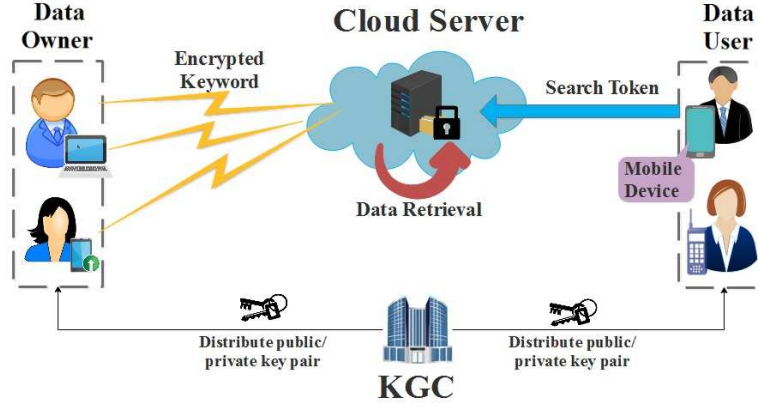 Data
Owner
Cloud Server
Data
User
Encrypted
Keyword
Search Token
Mobile
Device
Data Retrieval
Distribute public/
private key pair
Distribute public/
private key pair
KGC